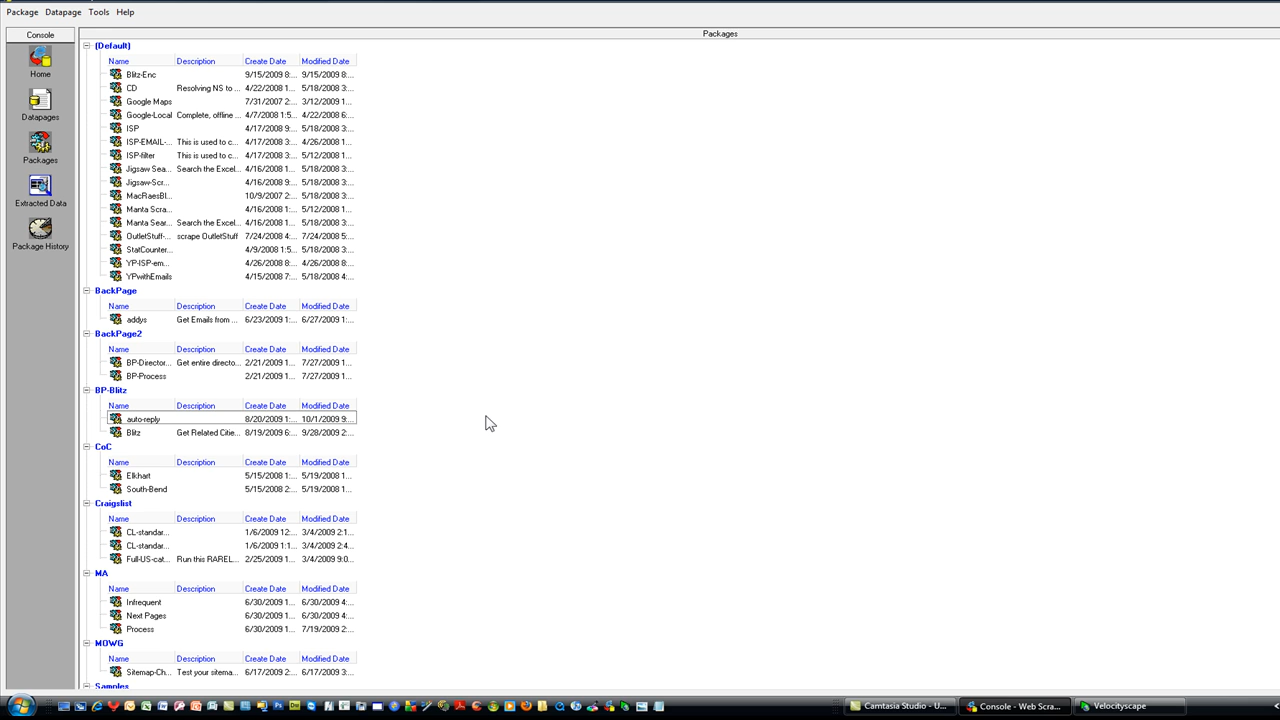 Package Datapage Tools Help
Console Packages
Home
Datapages
Packages
Extracted Data
Package History
(Default)
Name Description Create Date Modified Date
Blitz-Enc 9/15/2009 8:... 9/15/2009 8:...
CD Resolving NS to ... 4/22/2008 1... 5/18/2008 3:...
Google Maps 7/31/2007 2:... 3/12/2009 1...
Google-Local Complete, offline ... 4/7/2008 1:5... 4/22/2008 6:...
ISP 4/17/2008 9:... 5/18/2008 3:...
ISP-EMAIL-... This is used to c... 4/17/2008 3:... 4/26/2008 1...
ISP-filter This is used to c... 4/17/2008 3:... 5/12/2008 1...
Jigsaw Sea... Search the Excel... 4/16/2008 1... 5/18/2008 3:...
Jigsaw-Scr... 4/16/2008 9:... 5/18/2008 3:...
MacRaesBl... 10/9/2007 2:... 5/18/2008 3:...
Manta Scra... 4/16/2008 1:... 5/12/2008 1...
Manta Sear... Search the Excel... 4/16/2008 1... 5/18/2008 3:...
OutletStuff-... scrape OutletStuff 7/24/2008 4:... 7/24/2008 5:...
StatCounter... 4/9/2008 1:5... 5/18/2008 3:...
YP-ISP-em... 4/26/2008 8:... 4/26/2008 8:...
YPwithEmails 4/15/2008 7:... 5/18/2008 4:...
BackPage
Name Description Create Date Modified Date
addys Get Emails from ... 6/23/2009 1:... 6/27/2009 1:...
BackPage2
Name Description Create Date Modified Date
BP-Director... Get entire directo... 2/21/2009 1... 7/27/2009 1...
BP-Process 2/21/2009 1... 7/27/2009 1...
BP-Blitz
Name Description Create Date Modified Date
auto-reply 8/20/2009 1:... 10/1/2009 9:...
Blitz Get Related Citie... 8/19/2009 6:... 9/28/2009 2:...
CoC
Name Description Create Date Modified Date
Elkhart 5/15/2008 1:... 5/19/2008 1...
South-Bend 5/15/2008 2:... 5/19/2008 1...
Craigslist
Name Description Create Date Modified Date
CL-standar... 1/6/2009 12:... 3/4/2009 2:1...
CL-standar... 1/6/2009 1:1... 3/4/2009 2:4...
Full-US-cat... Run this RAREL... 2/25/2009 1... 3/4/2009 9:0...
MA
Name Description Create Date Modified Date
Infrequent 6/30/2009 1... 6/30/2009 4:...
Next Pages 6/30/2009 1... 6/30/2009 4:...
Process 6/30/2009 1... 7/19/2009 2:...
MOWG
Name Description Create Date Modified Date
Sitemap-Ch... Test your sitema... 6/17/2009 2:... 6/17/2009 3:...
Samples
Camtasia Studio - U... Console - Web Scra... Velocityscape